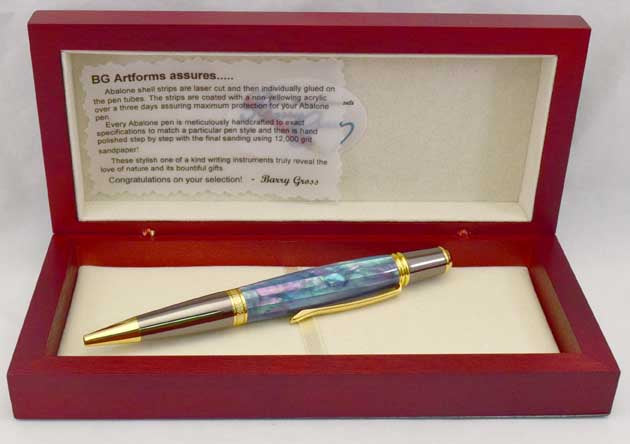 BG Artforms assures.....
Abalone shell strips are laser cut and then individually glued on
the pen tubes. The strips are coated with a non-yellowing acrylic
over a three days assuring maximum protection for your Abalone
pen.
Every Abalone pen is meticulously handcrafted to exact
specifications to match a particular pen style and then is hand
polished step by step with the final sanding using 12,000 grit
sandpaper!
These stylish one of a kind writing instruments truly reveal the
love of nature and its bountiful gifts
Congratulations on your selection! - Barry Gross